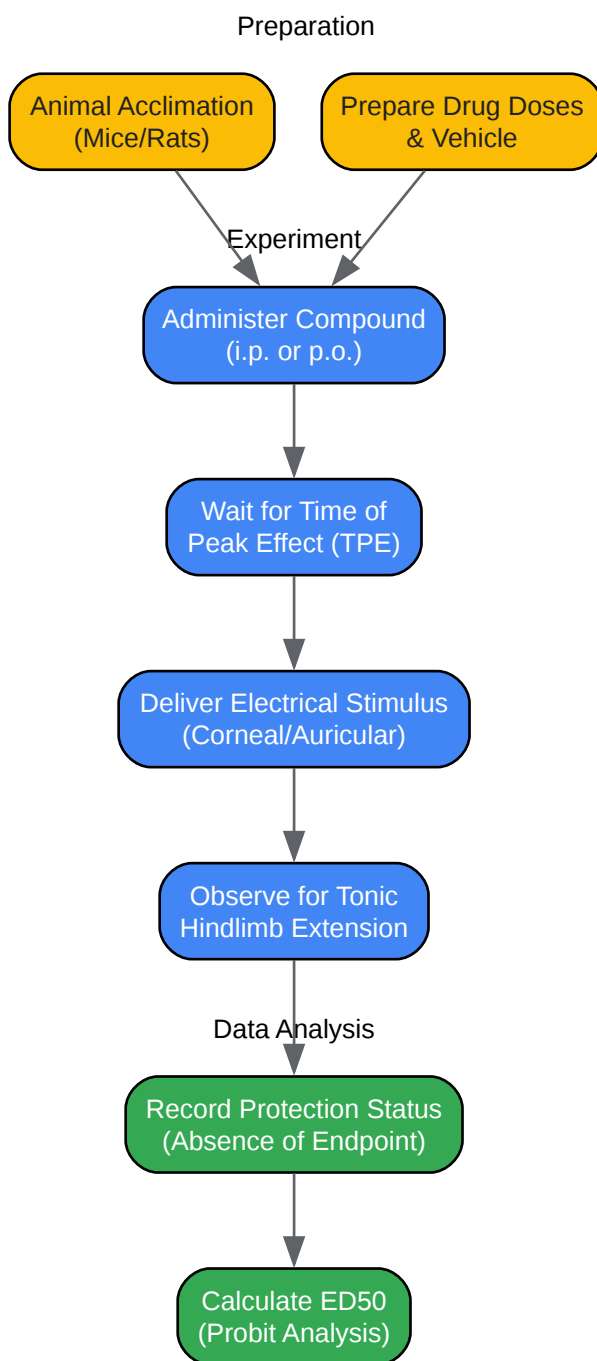 Preparation
Animal Acclimation
(Mice/Rats)
Prepare Drug Doses
& Vehicle
Experiment
Administer Compound
(i.p. or p.o.)
Wait for Time of
Peak Effect (TPE)
Deliver Electrical Stimulus
(Corneal/Auricular)
Observe for Tonic
Hindlimb Extension
Data Analysis
Record Protection Status
(Absence of Endpoint)
Calculate ED50
(Probit Analysis)